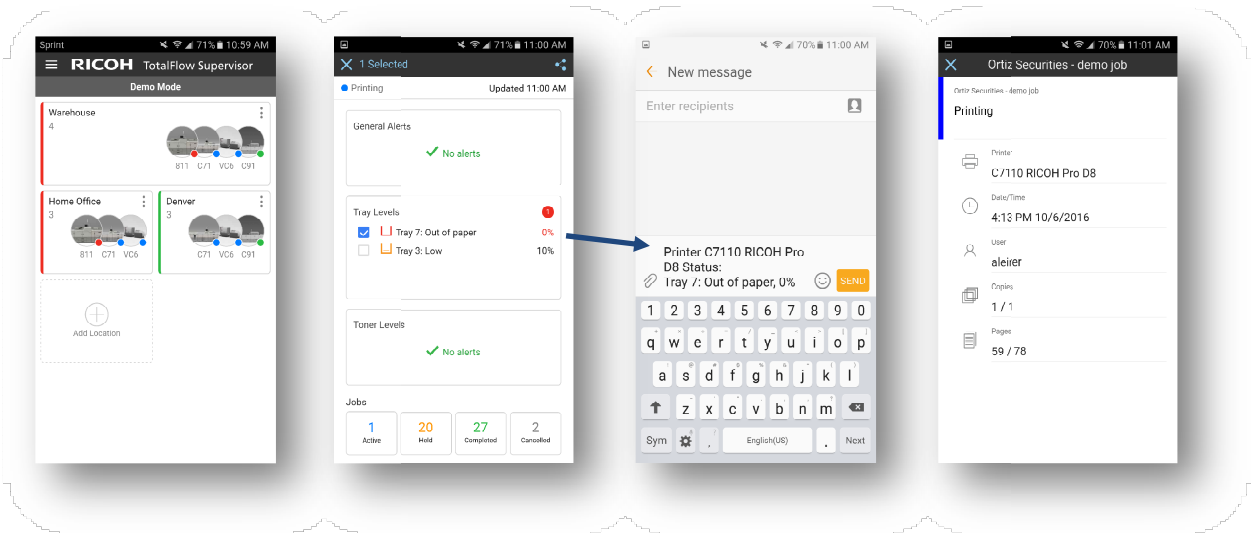 Sprint 71% 10:59 AM
RICOH TotalFlow Supervisor
Demo Mode
Warehouse
4
811 C71 VC6 C91
Home Office
3
811 C71 VC6
Denver
3
C71 VC6 C91
Add Location
71% 11:00 AM
1 Selected
Printing Updated 11:00 AM
General Alerts
No alerts
Tray Levels 1
Tray 7: Out of paper 0%
Tray 3: Low 10%
Toner Levels
No alerts
Jobs
1 20 27 2
Active Hold Completed Cancelled
70% 11:00 AM
New message
Enter recipients
Printer C7110 RICOH Pro
D8 Status:
Tray 7: Out of paper, 0% SEND
1 2 3 4 5 6 7 8 9 0
q w e r t y u i o p
a s d f g h j k l
z x c v b n m
Sym English(US) . Next
70% 11:01 AM
Ortiz Securities - demo job
Ortiz Securities - demo job
Printing
Printer
C7110 RICOH Pro D8
Date/Time
4:13 PM 10/6/2016
User
aleirer
Copies
1 / 1
Pages
59 / 78